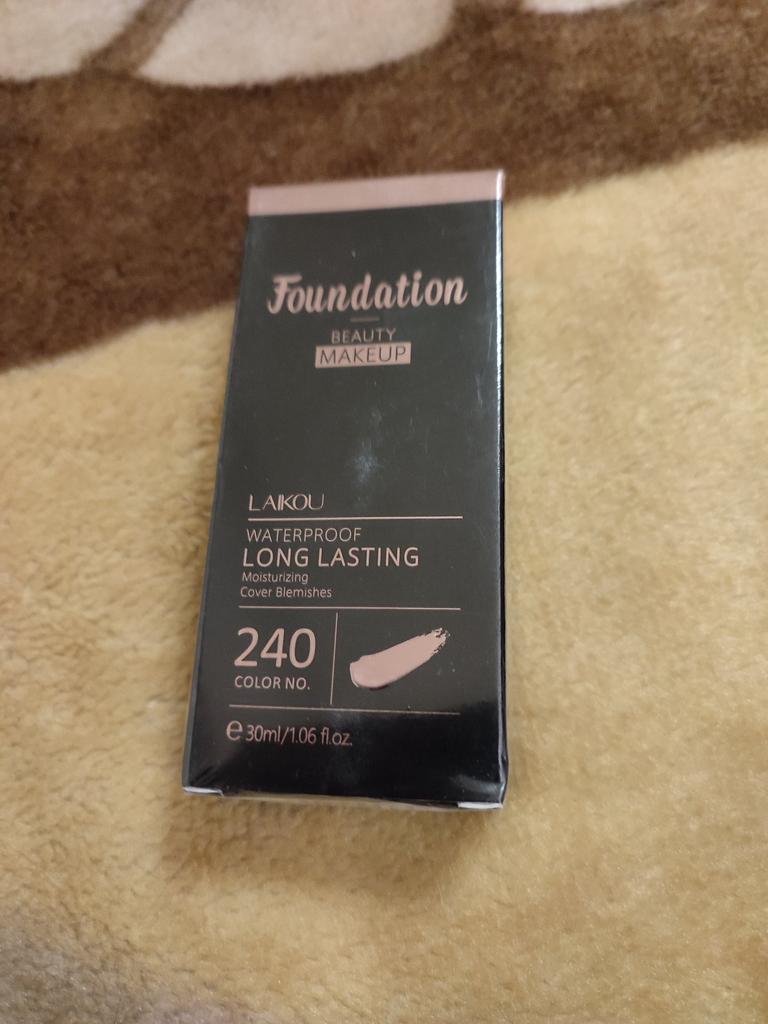 Foundation
BEAUTY
MAKEUP
LAIKOU
WATERPROOF
LONG LASTING
Moisturizing
Cover Blemishes
240
COLOR NO.
e 30ml/1.06 fl.oz.